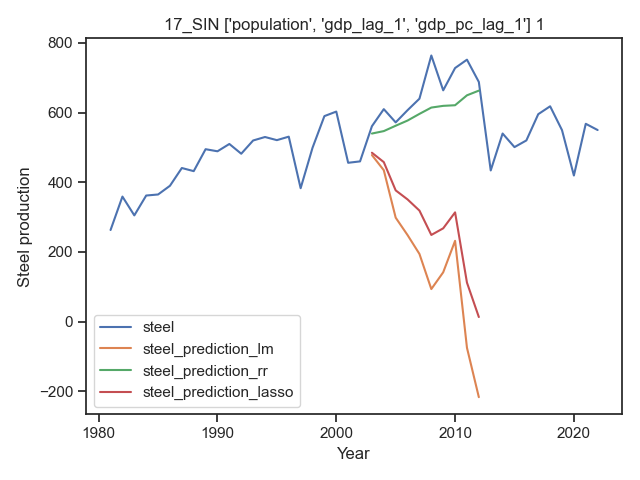 17_SIN ['population', 'gdp_lag_1', 'gdp_pc_lag_1'] 1
800
600
400
200
0
−200
Steel production
steel
steel_prediction_lm
steel_prediction_rr
steel_prediction_lasso
1980 1990 2000 2010 2020
Year